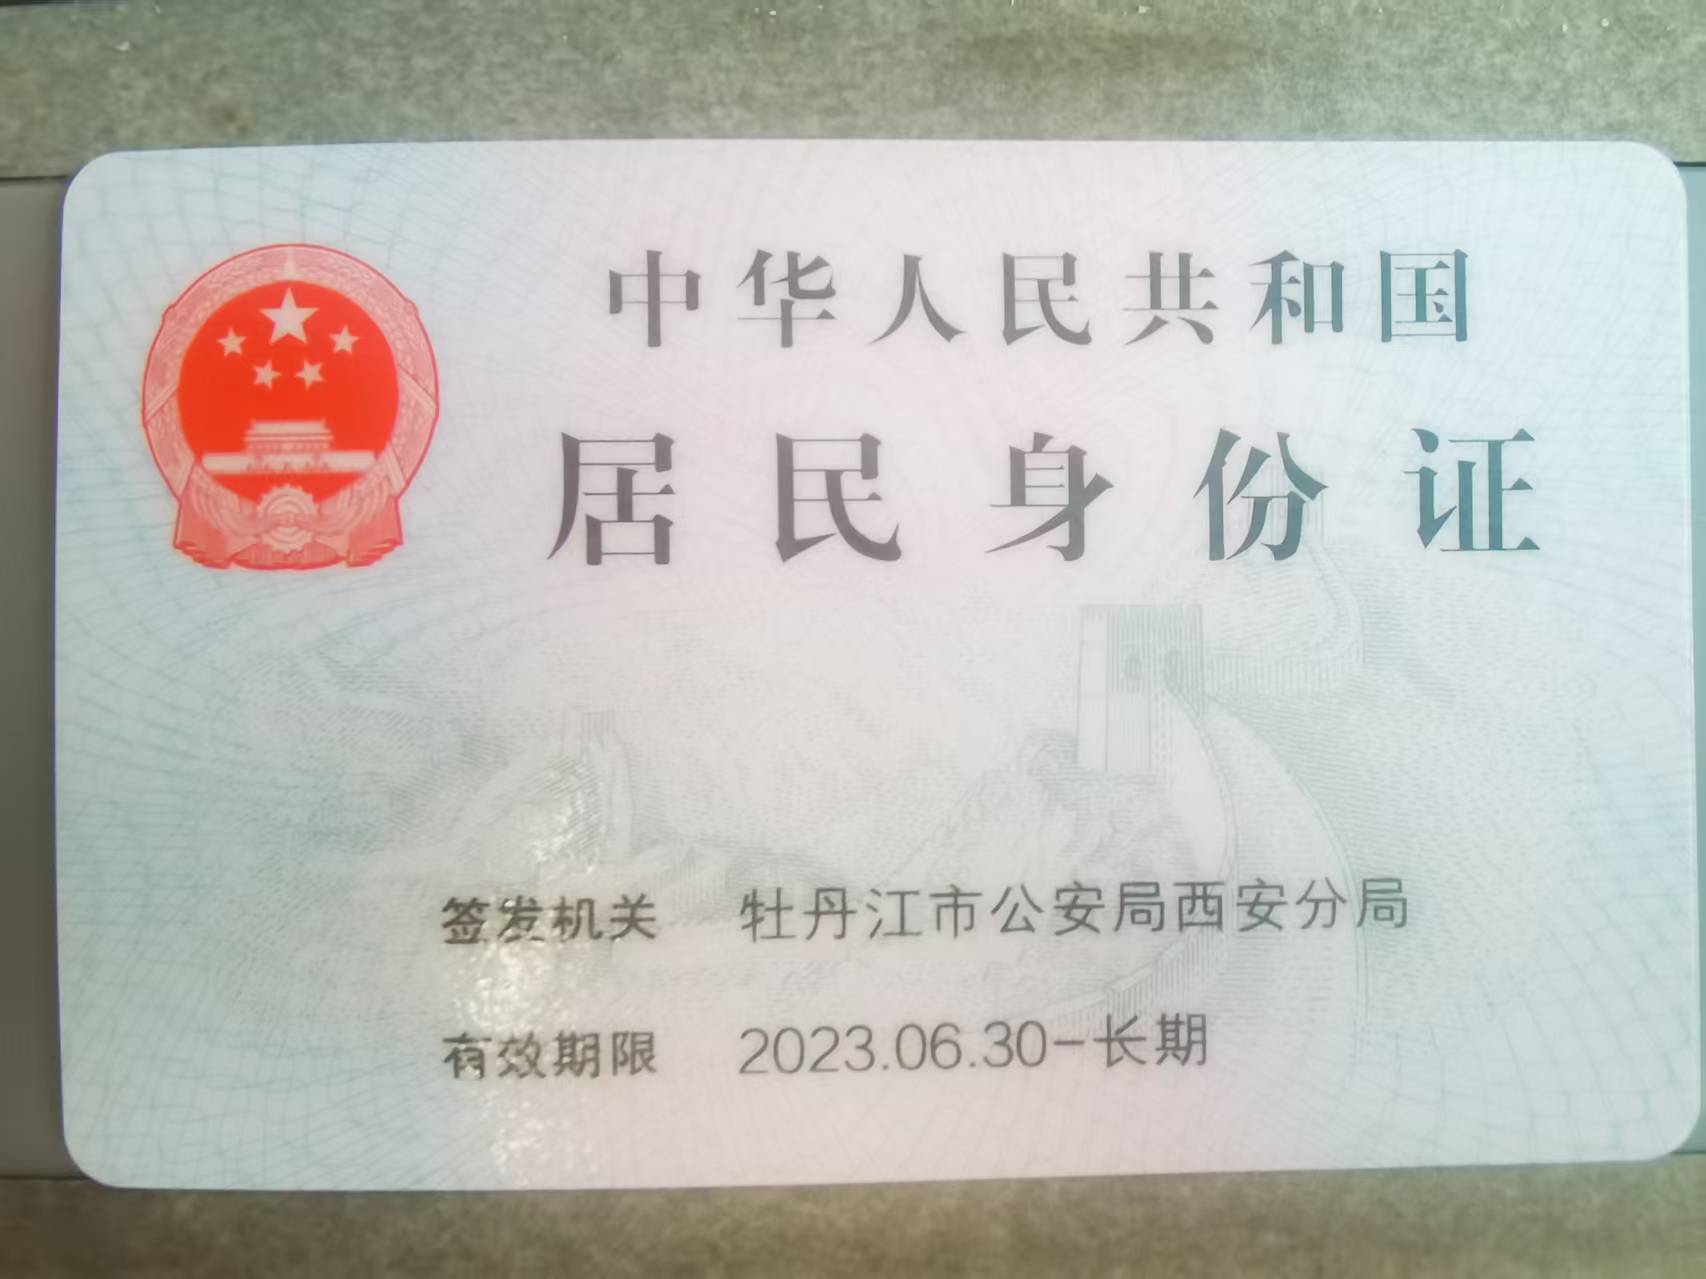 中华人民共和国
居民身份证
签发机关 牡丹江市公安局西安分局
有效期限 2023.06.30-长期